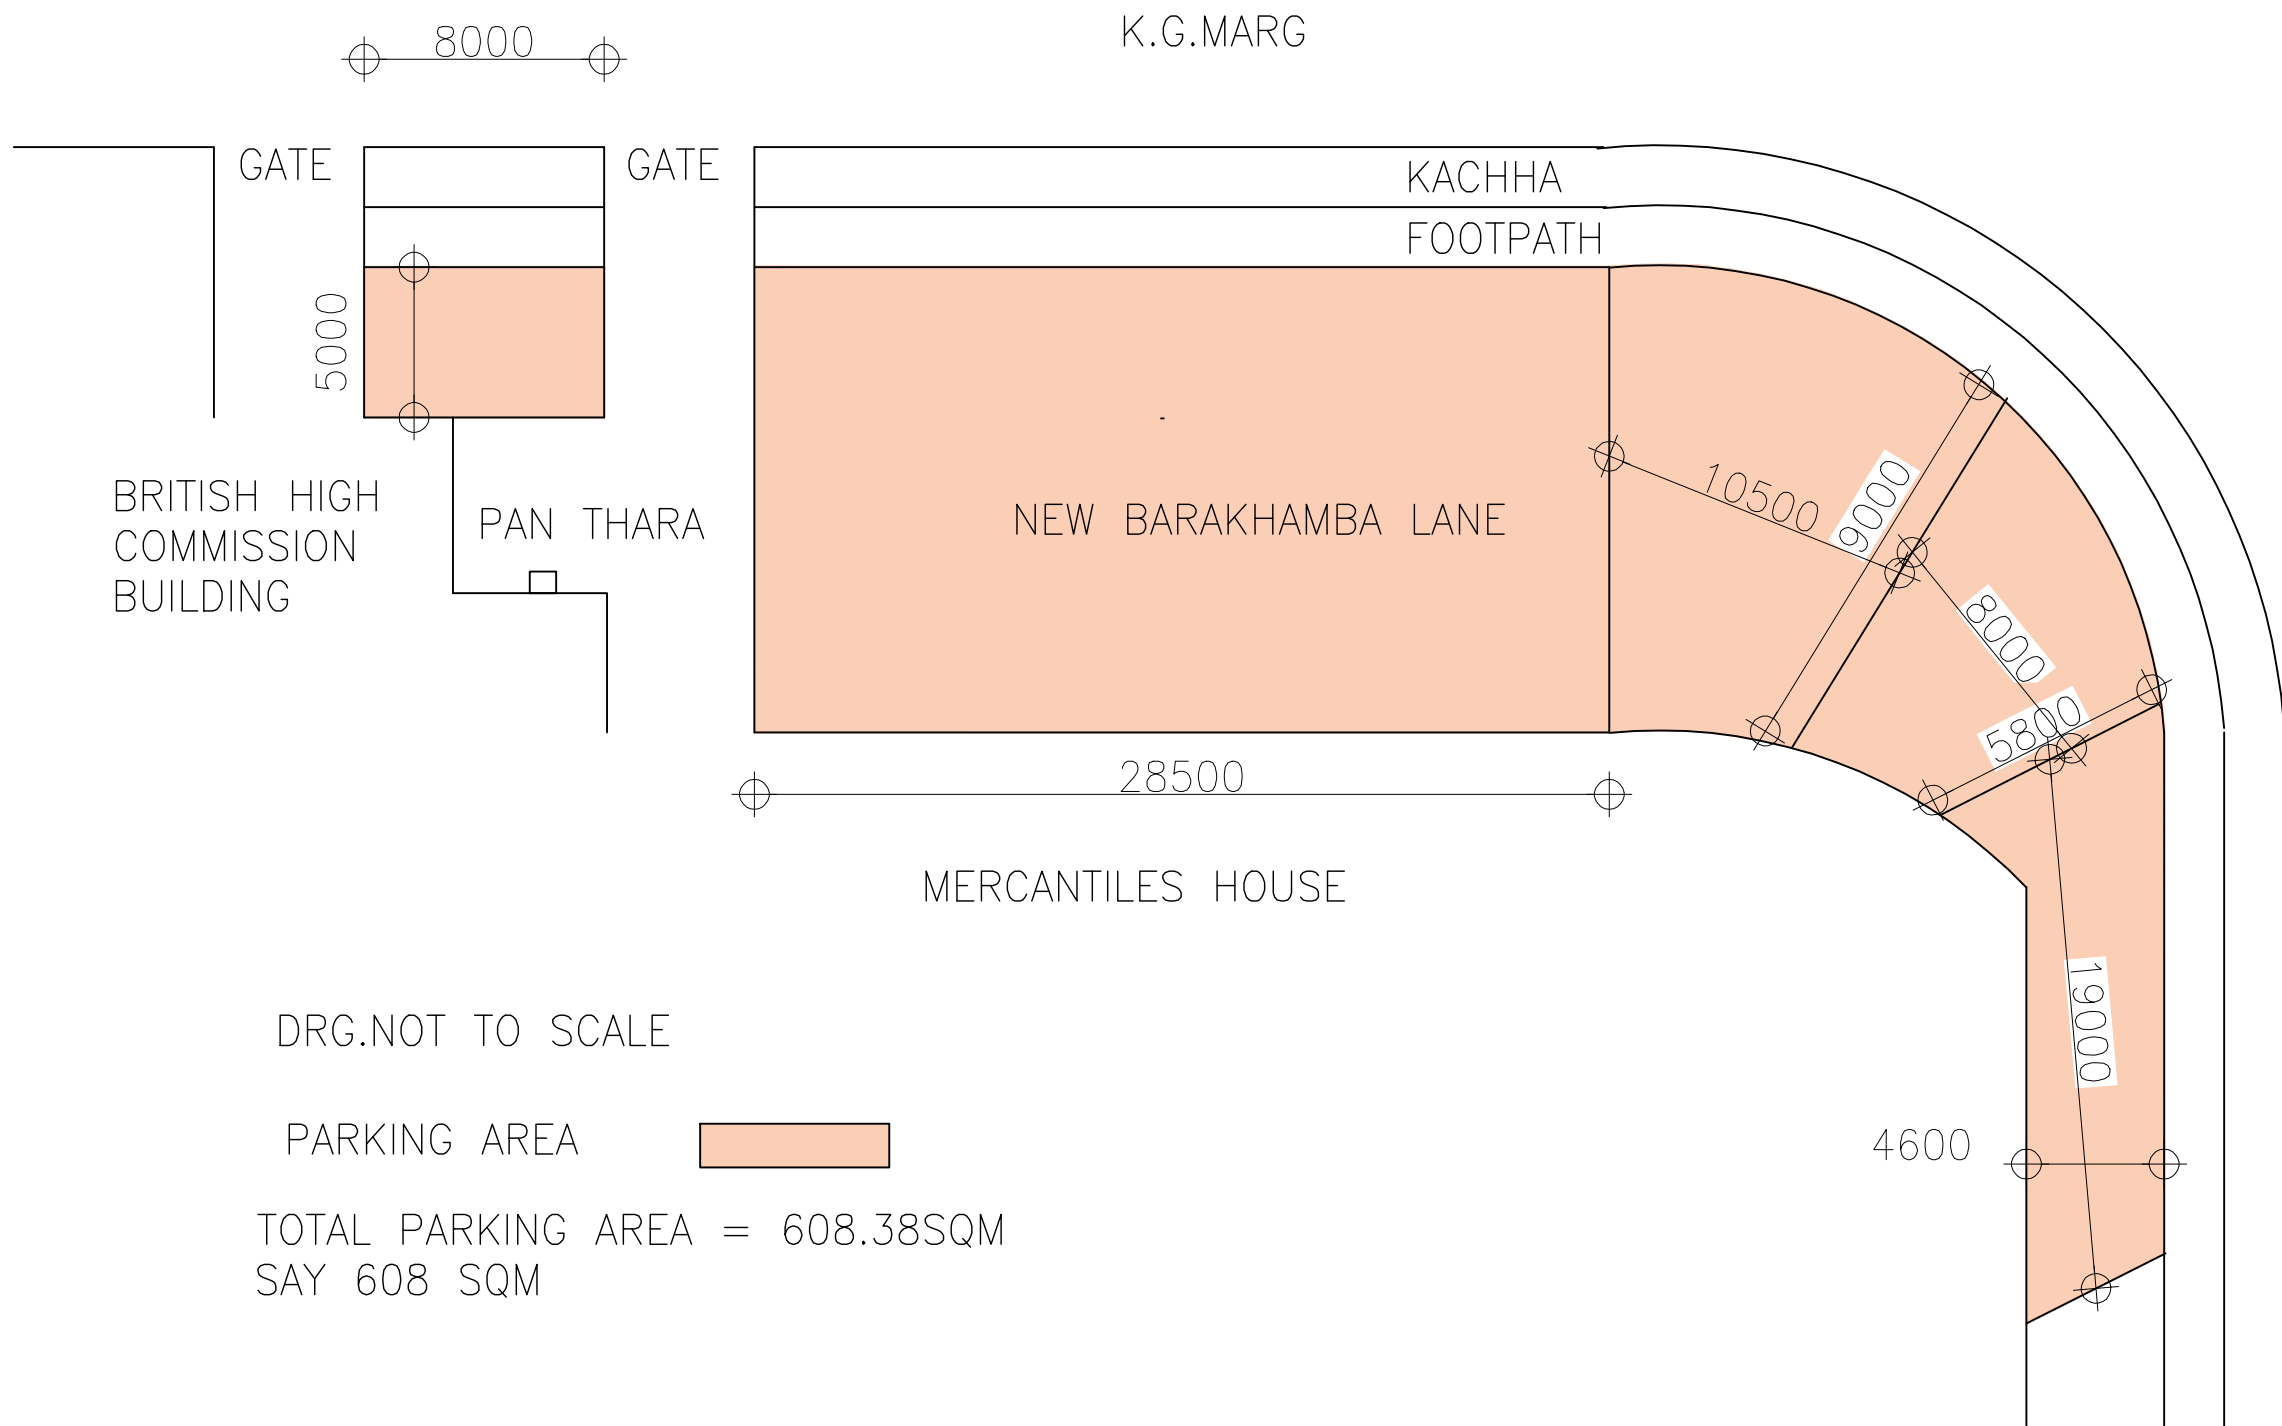 K.G.MARG
8000
GATE
GATE
KACHHA
FOOTPATH
5000
BRITISH HIGH
COMMISSION
BUILDING
PAN THARA
NEW BARAKHAMBA LANE
10500
9000
8000
5800
28500
MERCANTILES HOUSE
19000
4600
DRG.NOT TO SCALE
PARKING AREA
TOTAL PARKING AREA = 608.38SQM
SAY 608 SQM